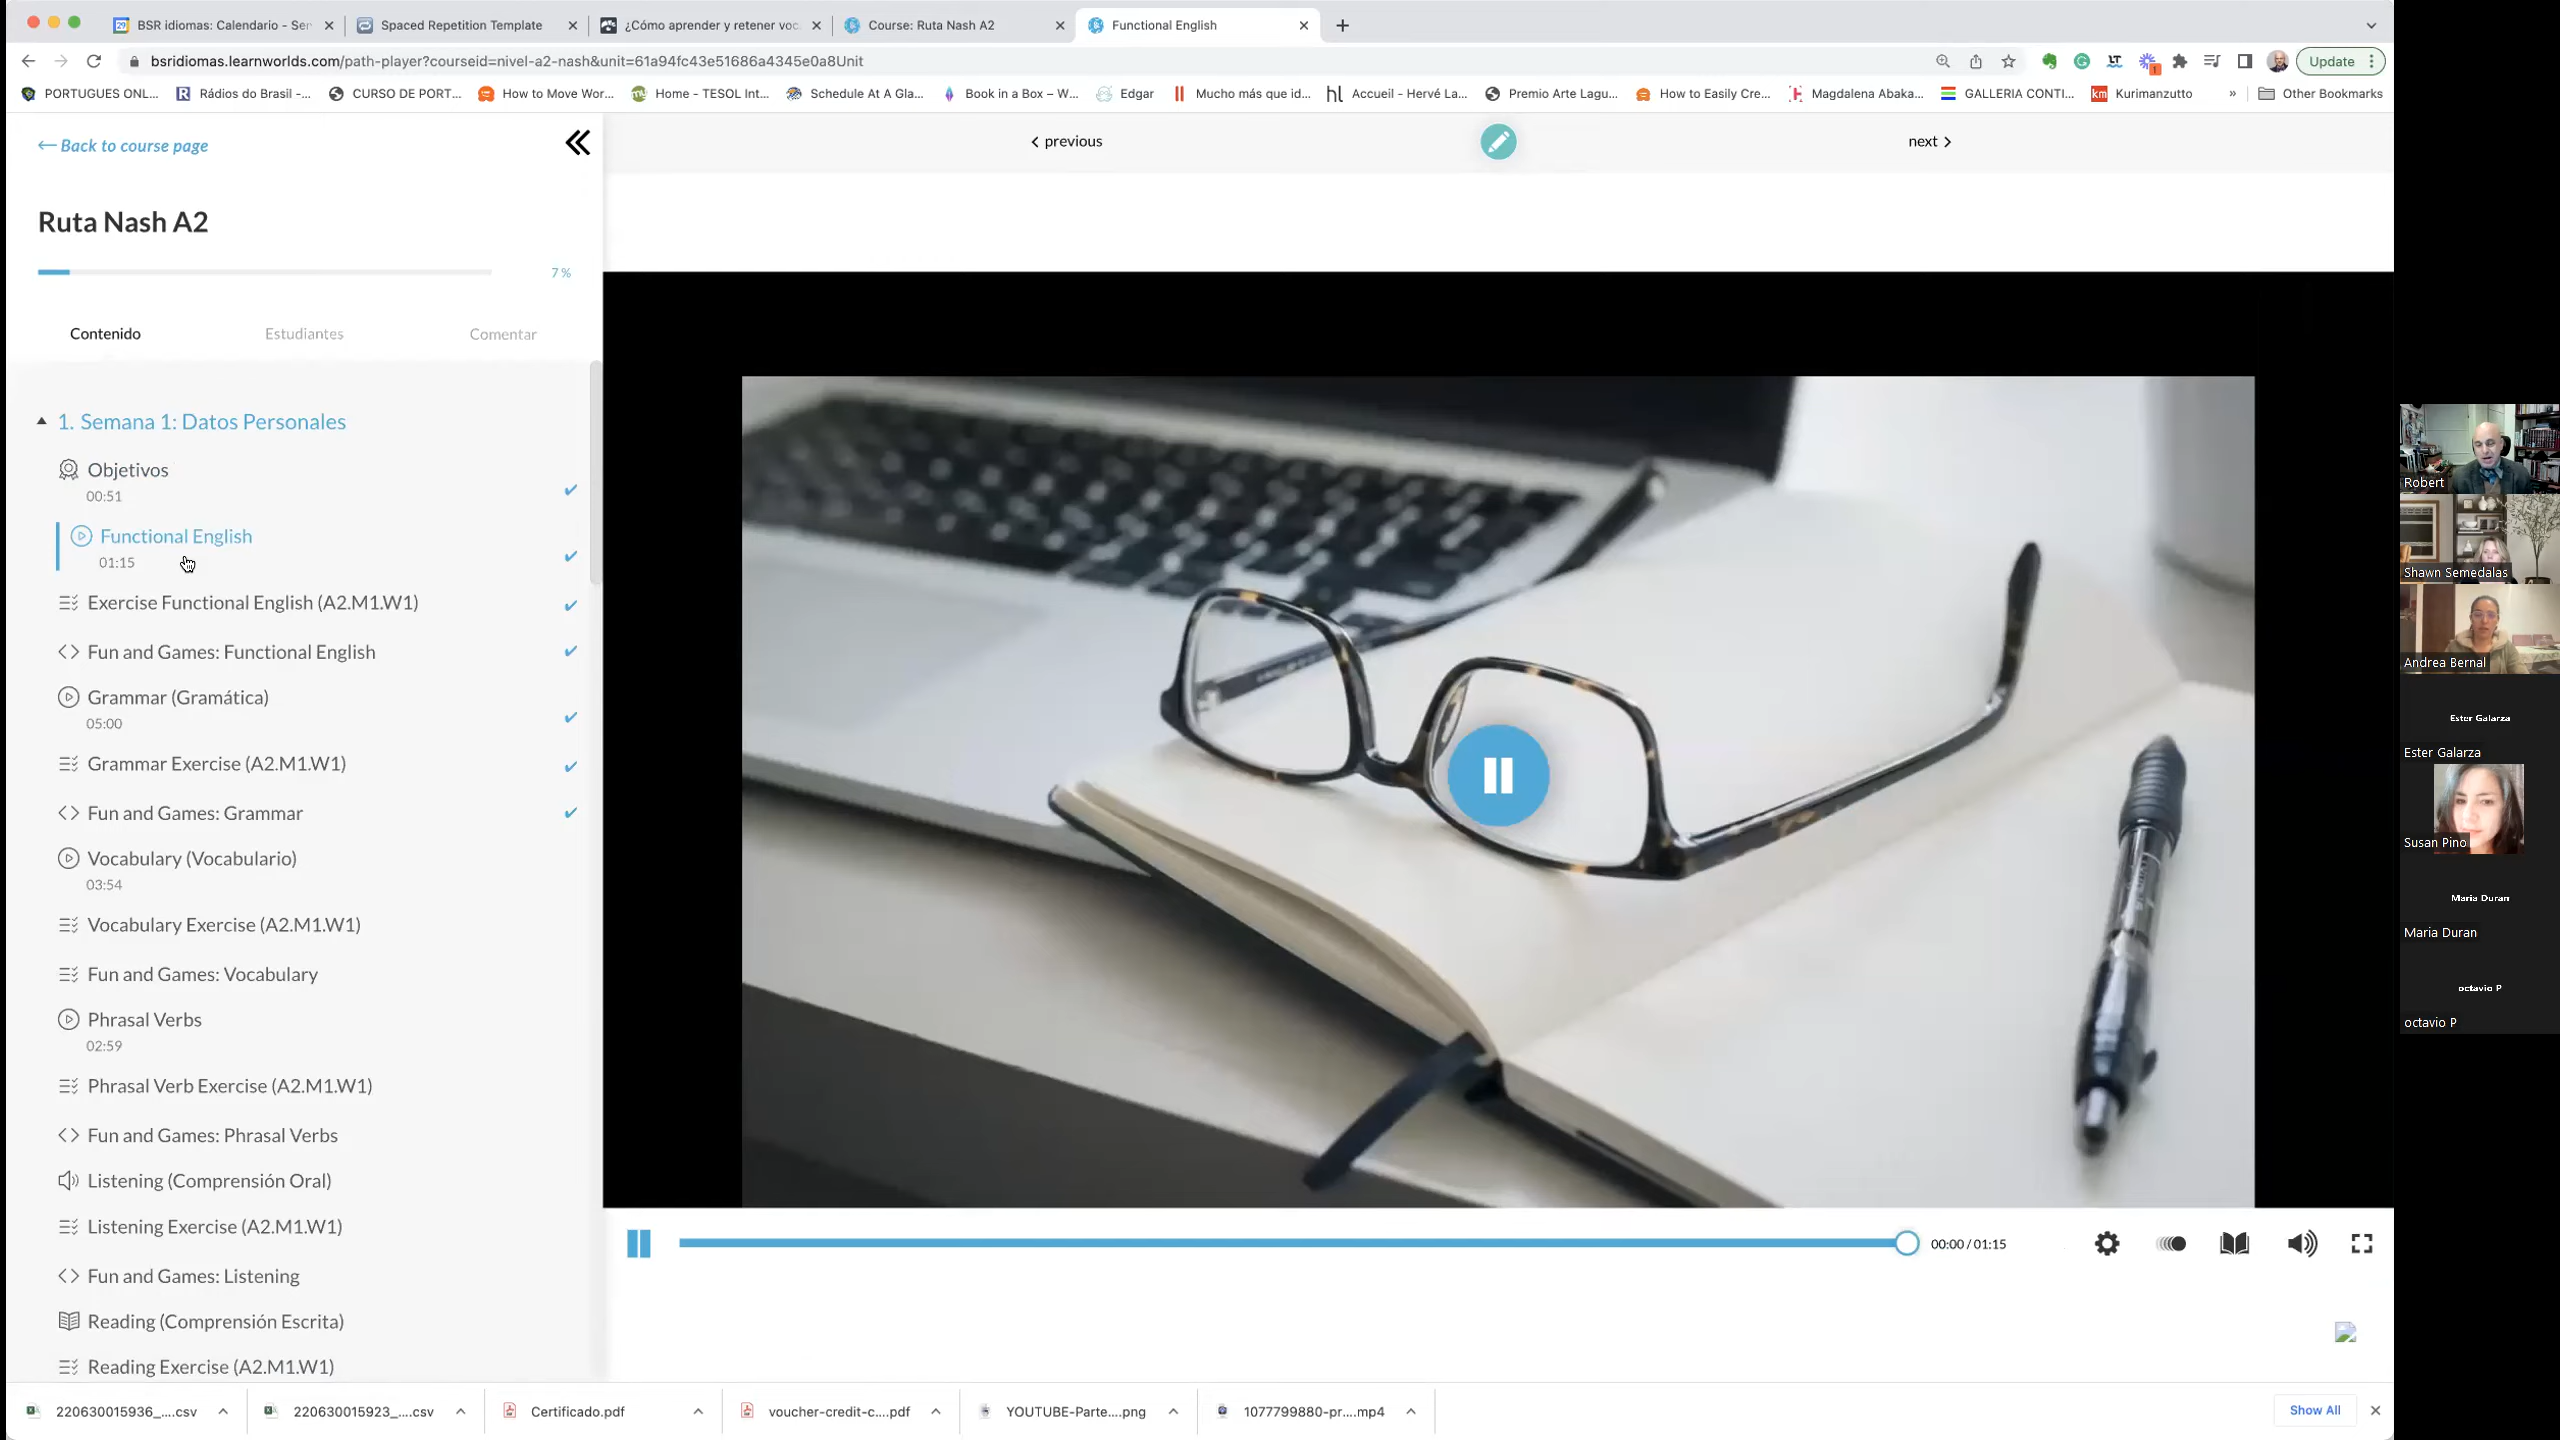 BSR idiomas: Calendario - Ser
Spaced Repetition Template
¿Cómo aprender y retener voc
Course: Ruta Nash A2
Functional English
bsridiomas.learnworlds.com/path-player?courseid=nivel-a2-nash&unit=61a94fc43e51686a4345e0a8Unit
Update
PORTUGUES ONL...
Rádios do Brasil -...
CURSO DE PORT...
How to Move Wor...
Home - TESOL Int...
Schedule At A Gla...
Book in a Box – W...
Edgar
Mucho más que id...
Accueil - Hervé La...
Premio Arte Lagu...
How to Easily Cre...
Magdalena Abaka...
GALLERIA CONTI...
Kurimanzutto
»
Other Bookmarks
← Back to course page
previous
next
Ruta Nash A2
7 %
Contenido
Estudiantes
Comentar
1. Semana 1: Datos Personales
Objetivos
00:51
Functional English
01:15
Exercise Functional English (A2.M1.W1)
Fun and Games: Functional English
Grammar (Gramática)
05:00
Grammar Exercise (A2.M1.W1)
Fun and Games: Grammar
Vocabulary (Vocabulario)
03:54
Vocabulary Exercise (A2.M1.W1)
Fun and Games: Vocabulary
Phrasal Verbs
02:59
Phrasal Verb Exercise (A2.M1.W1)
Fun and Games: Phrasal Verbs
Listening (Comprensión Oral)
Listening Exercise (A2.M1.W1)
Fun and Games: Listening
Reading (Comprensión Escrita)
Reading Exercise (A2.M1.W1)
00:00 / 01:15
Robert
Shawn Semedalas
Andrea Bernal
Ester Galarza
Ester Galarza
Susan Pino
Maria Duran
Maria Duran
octavio P
octavio P
220630015936_....csv
220630015923_....csv
Certificado.pdf
voucher-credit-c....pdf
YOUTUBE-Parte....png
1077799880-pr....mp4
Show All